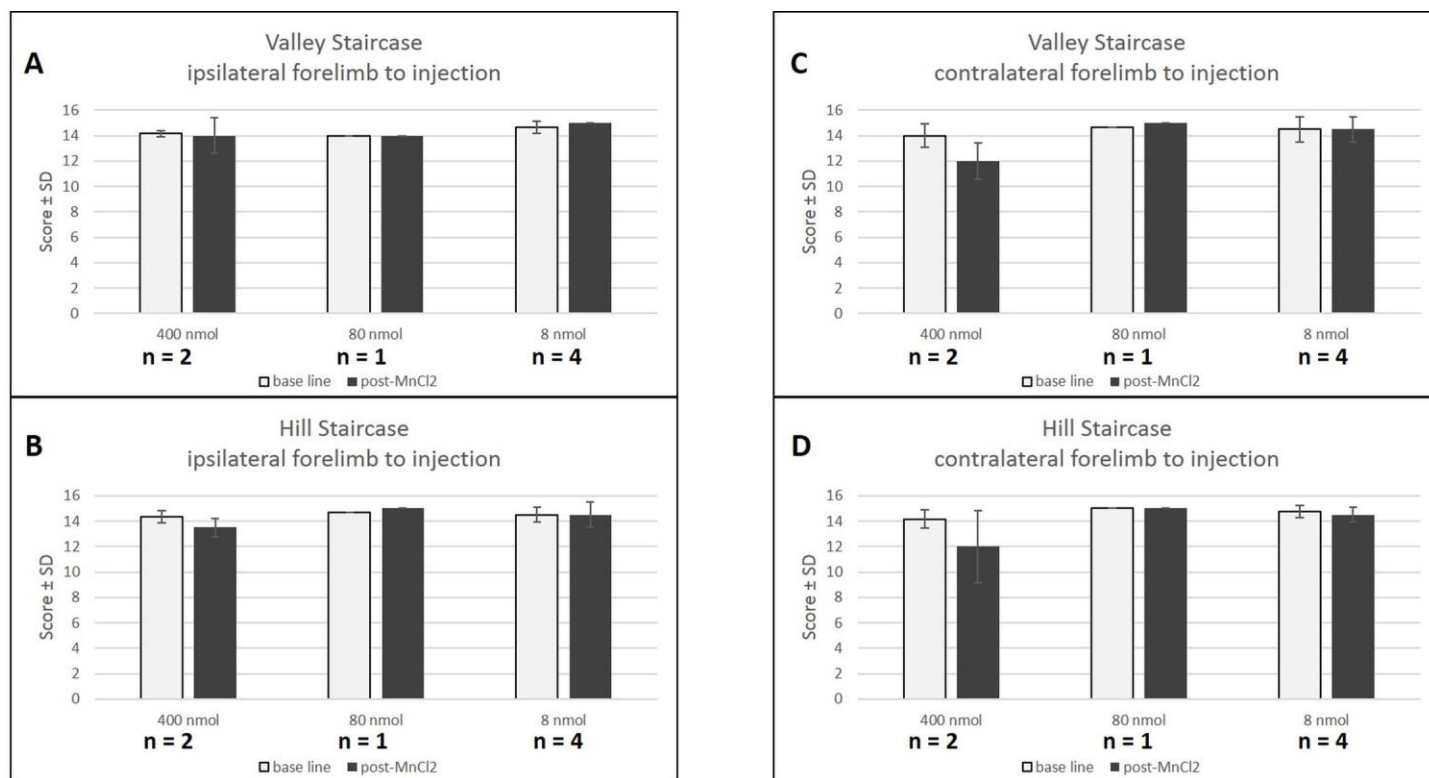 A
Valley Staircase
ipsilateral forelimb to injection
Score ± SD
16
14
12
10
8
6
4
2
0
400 nmol 80 nmol 8 nmol
n = 2 n = 1 n = 4
base line post-MnCl2
B
Hill Staircase
ipsilateral forelimb to injection
Score ± SD
16
14
12
10
8
6
4
2
0
400 nmol 80 nmol 8 nmol
n = 2 n = 1 n = 4
base line post-MnCl2
C
Valley Staircase
contralateral forelimb to injection
Score ± SD
16
14
12
10
8
6
4
2
0
400 nmol 80 nmol 8 nmol
n = 2 n = 1 n = 4
base line post-MnCl2
D
Hill Staircase
contralateral forelimb to injection
Score ± SD
16
14
12
10
8
6
4
2
0
400 nmol 80 nmol 8 nmol
n = 2 n = 1 n = 4
base line post-MnCl2